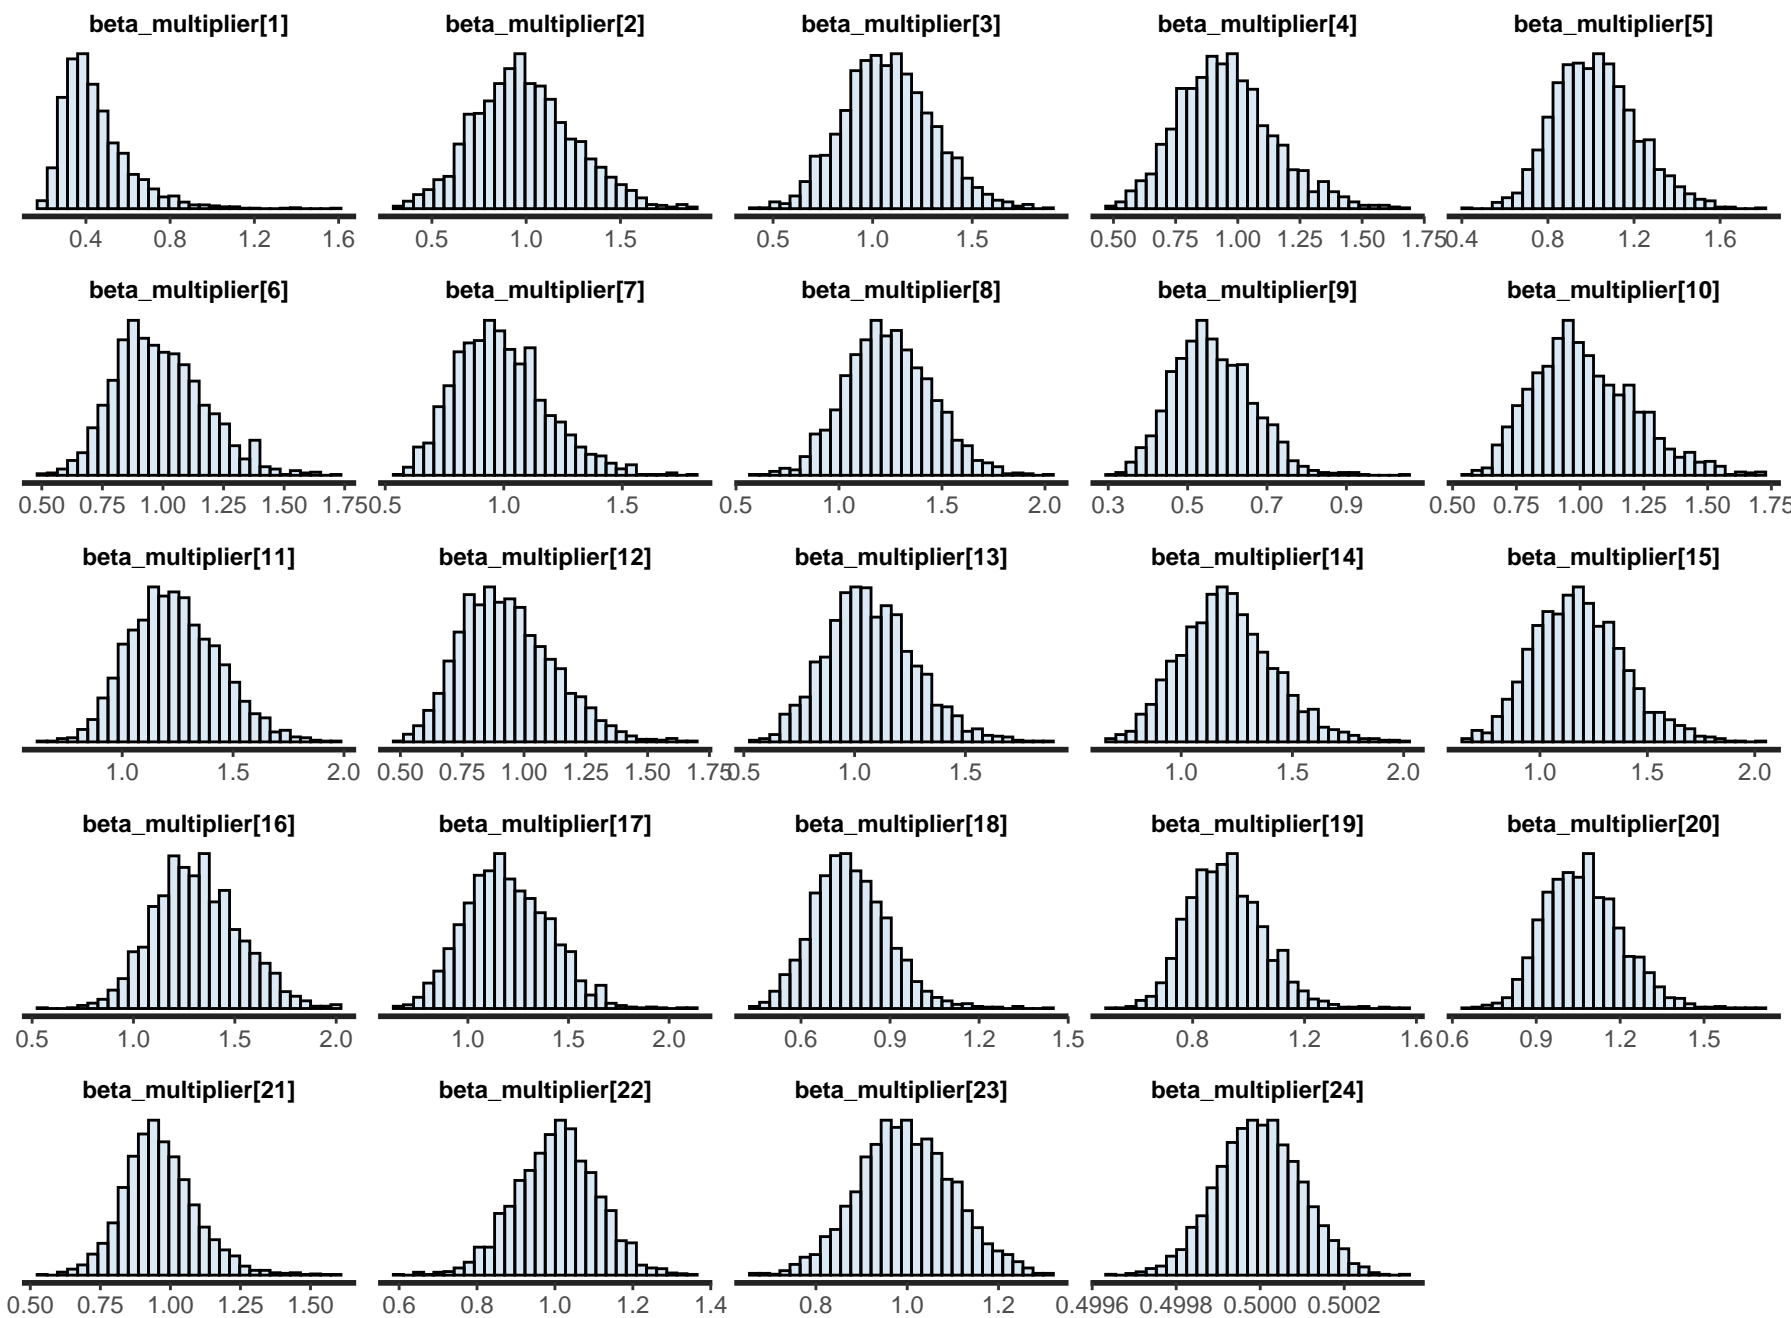 beta_multiplier[1] beta_multiplier[2] beta_multiplier[3] beta_multiplier[4] beta_multiplier[5]
0.4 0.8 1.2 1.6 0.5 1.0 1.5 0.5 1.0 1.5 0.50 0.75 1.00 1.25 1.50 1.75 0.4 0.8 1.2 1.6
beta_multiplier[6] beta_multiplier[7] beta_multiplier[8] beta_multiplier[9] beta_multiplier[10]
0.50 0.75 1.00 1.25 1.50 1.75 0.5 1.0 1.5 0.5 1.0 1.5 2.0 0.3 0.5 0.7 0.9 0.50 0.75 1.00 1.25 1.50 1.75
beta_multiplier[11] beta_multiplier[12] beta_multiplier[13] beta_multiplier[14] beta_multiplier[15]
1.0 1.5 2.0 0.50 0.75 1.00 1.25 1.50 1.75 0.5 1.0 1.5 1.0 1.5 2.0 1.0 1.5 2.0
beta_multiplier[16] beta_multiplier[17] beta_multiplier[18] beta_multiplier[19] beta_multiplier[20]
0.5 1.0 1.5 2.0 1.0 1.5 2.0 0.6 0.9 1.2 1.5 0.8 1.2 1.6 0.6 0.9 1.2 1.5
beta_multiplier[21] beta_multiplier[22] beta_multiplier[23] beta_multiplier[24]
0.50 0.75 1.00 1.25 1.50 0.6 0.8 1.0 1.2 1.4 0.8 1.0 1.2 0.4996 0.4998 0.5000 0.5002